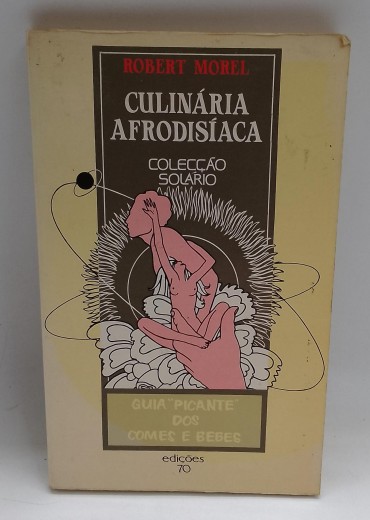 ROBERT MOREL
CULINÁRIA
AFRODISÍACA
COLECÇÃO
SOLÁRIO
GUIA "PICANTE"
DOS
COMES E BEBES
edições
70